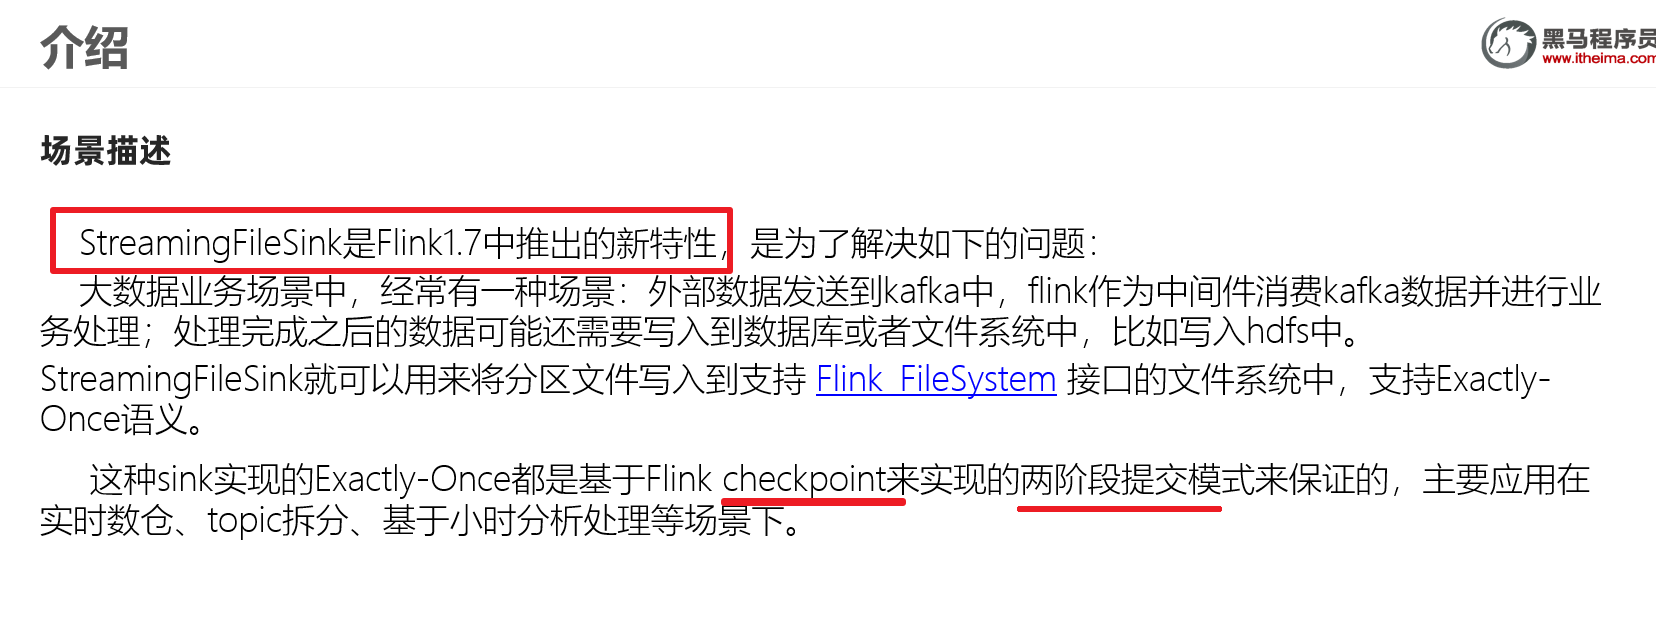 介绍
黑马程序员
www.itheima.com
场景描述
StreamingFileSink是Flink1.7中推出的新特性，是为了解决如下的问题：
大数据业务场景中，经常有一种场景：外部数据发送到kafka中，flink作为中间件消费kafka数据并进行业
务处理；处理完成之后的数据可能还需要写入到数据库或者文件系统中，比如写入hdfs中。
StreamingFileSink就可以用来将分区文件写入到支持 Flink FileSystem 接口的文件系统中，支持Exactly-
Once语义。
这种sink实现的Exactly-Once都是基于Flink checkpoint来实现的两阶段提交模式来保证的，主要应用在
实时数仓、topic拆分、基于小时分析处理等场景下。